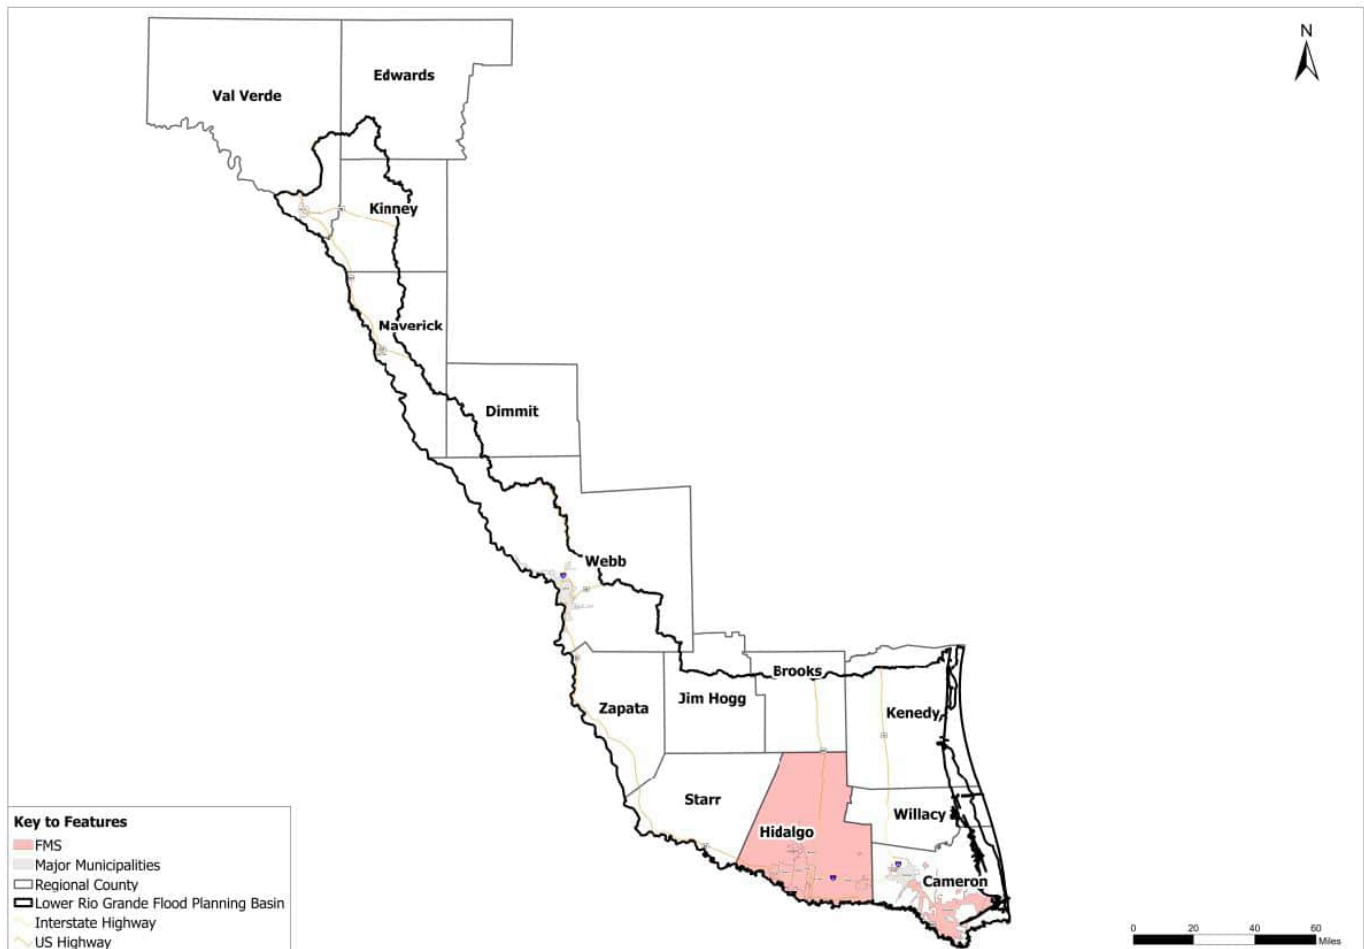 N
Edwards
Val Verde
Kinney
Maverick
Dimmit
Webb
Brooks
Jim Hogg
Zapata
Kenedy
Starr
Willacy
Hidalgo
Cameron
Key to Features
FMS
Major Municipalities
Regional County
Lower Rio Grande Flood Planning Basin
Interstate Highway
US Highway
0 20 40 60
Miles